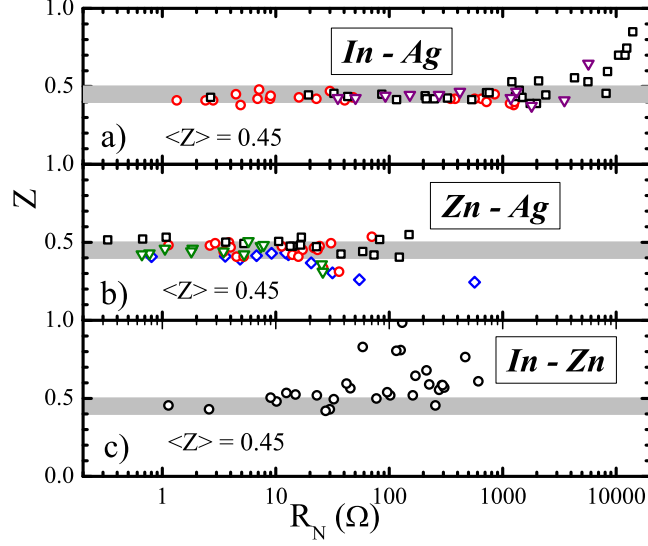 1.0
In - Ag
0.5
a)
<Z> = 0.45
1.0
Zn - Ag
Z
0.5
b)
<Z> = 0.45
1.0
In - Zn
0.5
c)
<Z> = 0.45
0.0
1 10 100 1000 10000
R_N (Ω)